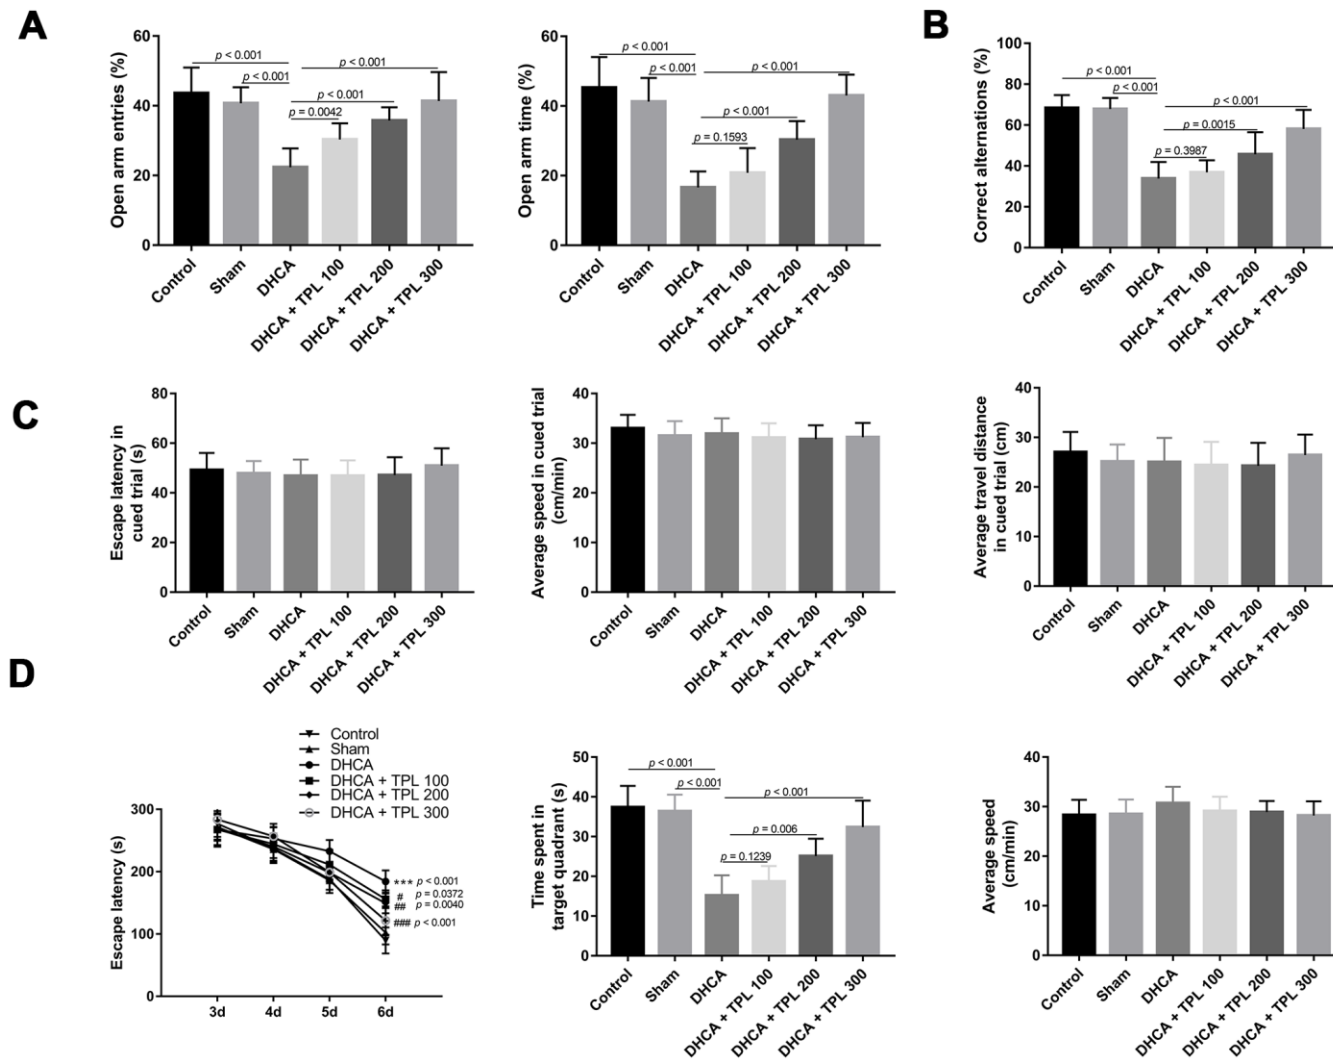 A
B
Open arm entries (%)
60
40
20
0
p < 0.001
p < 0.001
p < 0.001
p < 0.001
p = 0.0042
Control
Sham
DHCA
DHCA + TPL 100
DHCA + TPL 200
DHCA + TPL 300
Open arm time (%)
60
40
20
0
p < 0.001
p < 0.001
p < 0.001
p < 0.001
p = 0.1593
Control
Sham
DHCA
DHCA + TPL 100
DHCA + TPL 200
DHCA + TPL 300
Correct alternations (%)
100
80
60
40
20
0
p < 0.001
p < 0.001
p < 0.001
p = 0.0015
p = 0.3987
Control
Sham
DHCA
DHCA + TPL 100
DHCA + TPL 200
DHCA + TPL 300
C
Escape latency in
cued trial (s)
80
60
40
20
0
Control
Sham
DHCA
DHCA + TPL 100
DHCA + TPL 200
DHCA + TPL 300
Average speed in cued trial
(cm/min)
40
30
20
10
0
Control
Sham
DHCA
DHCA + TPL 100
DHCA + TPL 200
DHCA + TPL 300
Average travel distance
in cued trial (cm)
40
30
20
10
0
Control
Sham
DHCA
DHCA + TPL 100
DHCA + TPL 200
DHCA + TPL 300
D
Control
Sham
DHCA
DHCA + TPL 100
DHCA + TPL 200
DHCA + TPL 300
Escape latency (s)
300
200
100
0
*** p < 0.001
# p = 0.0372
## p = 0.0040
### p < 0.001
3d
4d
5d
6d
Time spent in
target quadrant (s)
50
40
30
20
10
0
p < 0.001
p < 0.001
p < 0.001
p = 0.006
p = 0.1239
Control
Sham
DHCA
DHCA + TPL 100
DHCA + TPL 200
DHCA + TPL 300
Average speed
(cm/min)
40
30
20
10
0
Control
Sham
DHCA
DHCA + TPL 100
DHCA + TPL 200
DHCA + TPL 300